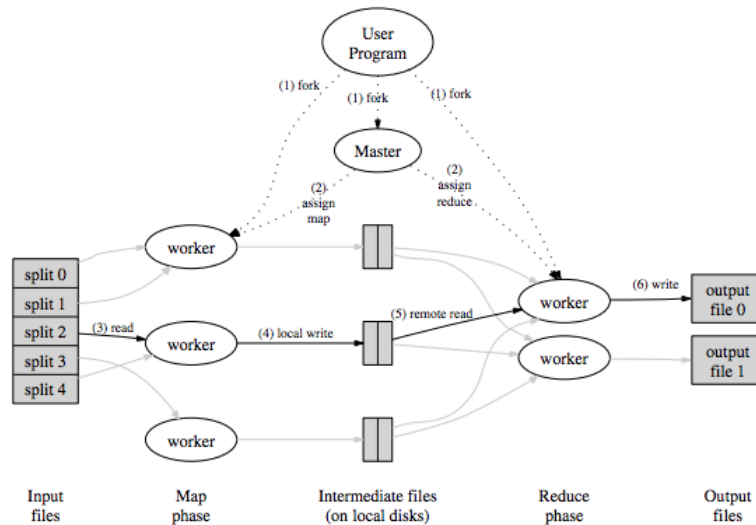 User
Program
(1) fork
(1) fork
(1) fork
Master
(2)
assign
map
(2)
assign
reduce
worker
split 0
split 1
split 2
split 3
split 4
(3) read
worker
(4) local write
(5) remote read
worker
(6) write
output
file 0
worker
output
file 1
worker
Input
files
Map
phase
Intermediate files
(on local disks)
Reduce
phase
Output
files